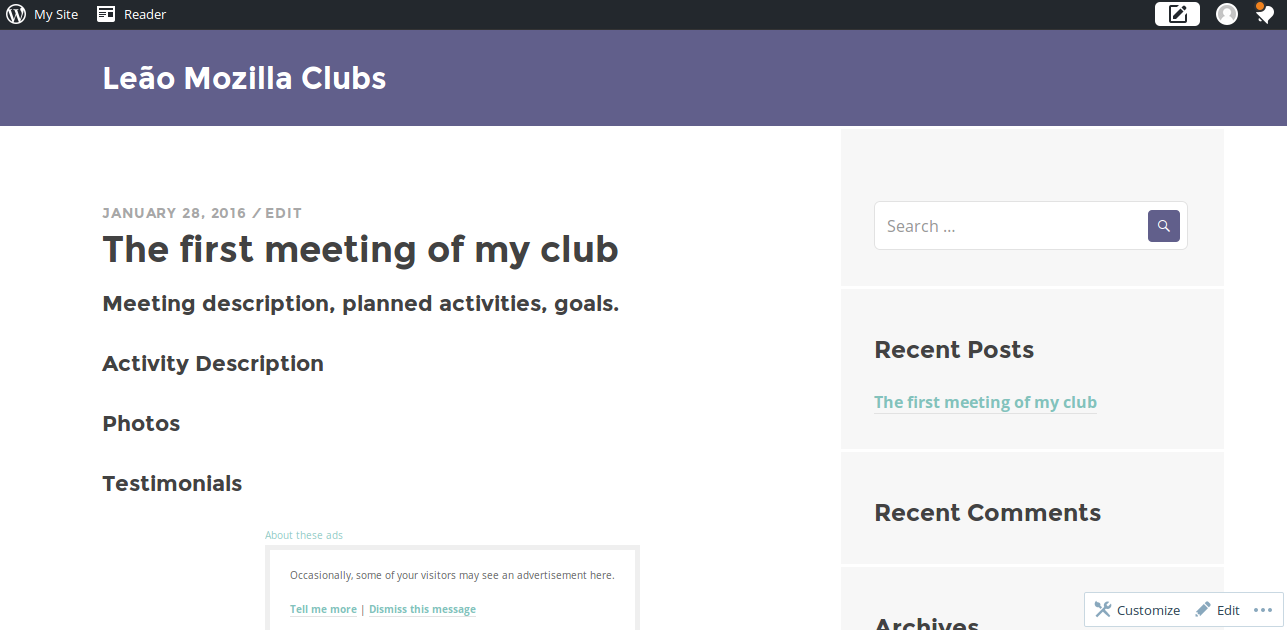 My Site Reader
Leão Mozilla Clubs
JANUARY 28, 2016 / EDIT
The first meeting of my club
Meeting description, planned activities, goals.
Activity Description
Photos
Testimonials
About these ads
Occasionally, some of your visitors may see an advertisement here.
Tell me more | Dismiss this message
Search ...
Recent Posts
The first meeting of my club
Recent Comments
Archives
Customize Edit